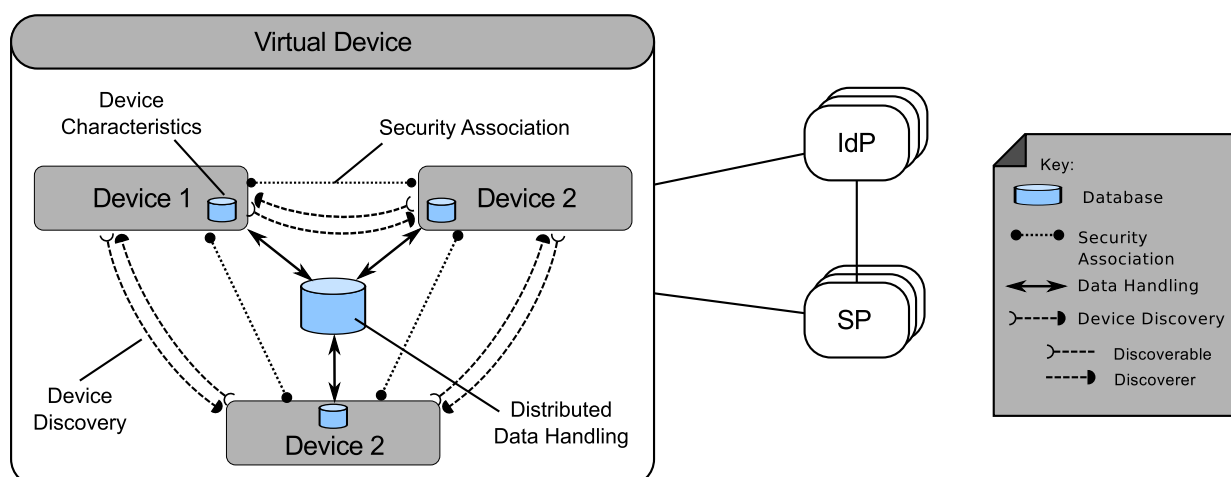 Virtual Device
Device
Characteristics
Security Association
Device 1
Device 2
Device
Discovery
Device 2
Distributed
Data Handling
IdP
SP
Key:
Database
Security
Association
Data Handling
Device Discovery
Discoverable
Discoverer